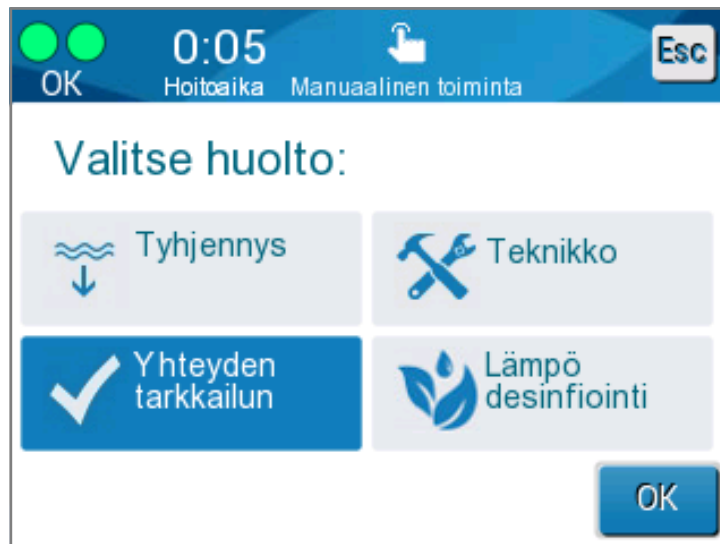 0:05
Esc
OK
Hoitoaika
Manuaalinen toiminta
Valitse huolto:
Tyhjennys
Teknikko
Yhteyden
tarkkailun
Lämpö
desinfiointi
OK